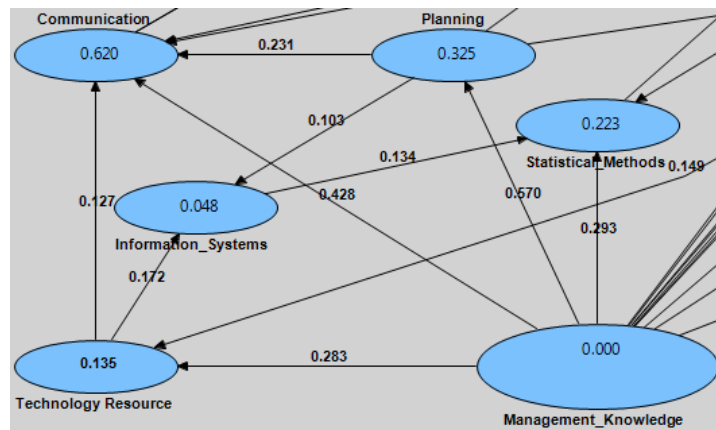 Communication
Planning
0.620
0.231
0.325
0.103
0.223
0.134
Statistical_Methods
0.149
0.127
0.048
0.428
0.570
0.293
Information_Systems
0.172
0.135
0.283
0.000
Technology Resource
Management_Knowledge